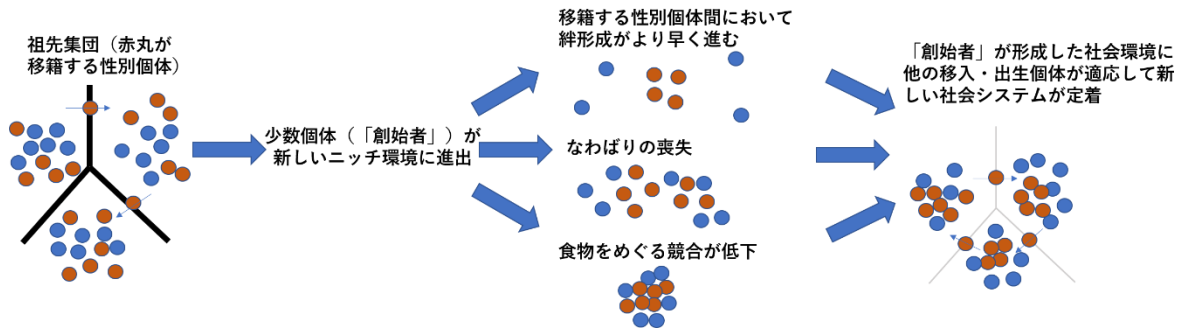 祖先集団（赤丸が
移籍する性別個体）
少数個体（「創始者」）が
新しいニッチ環境に進出
移籍する性別個体間において
絆形成がより早く進む
なわばりの喪失
食物をめぐる競合が低下
「創始者」が形成した社会環境に
他の移入・出生個体が適応して新
しい社会システムが定着